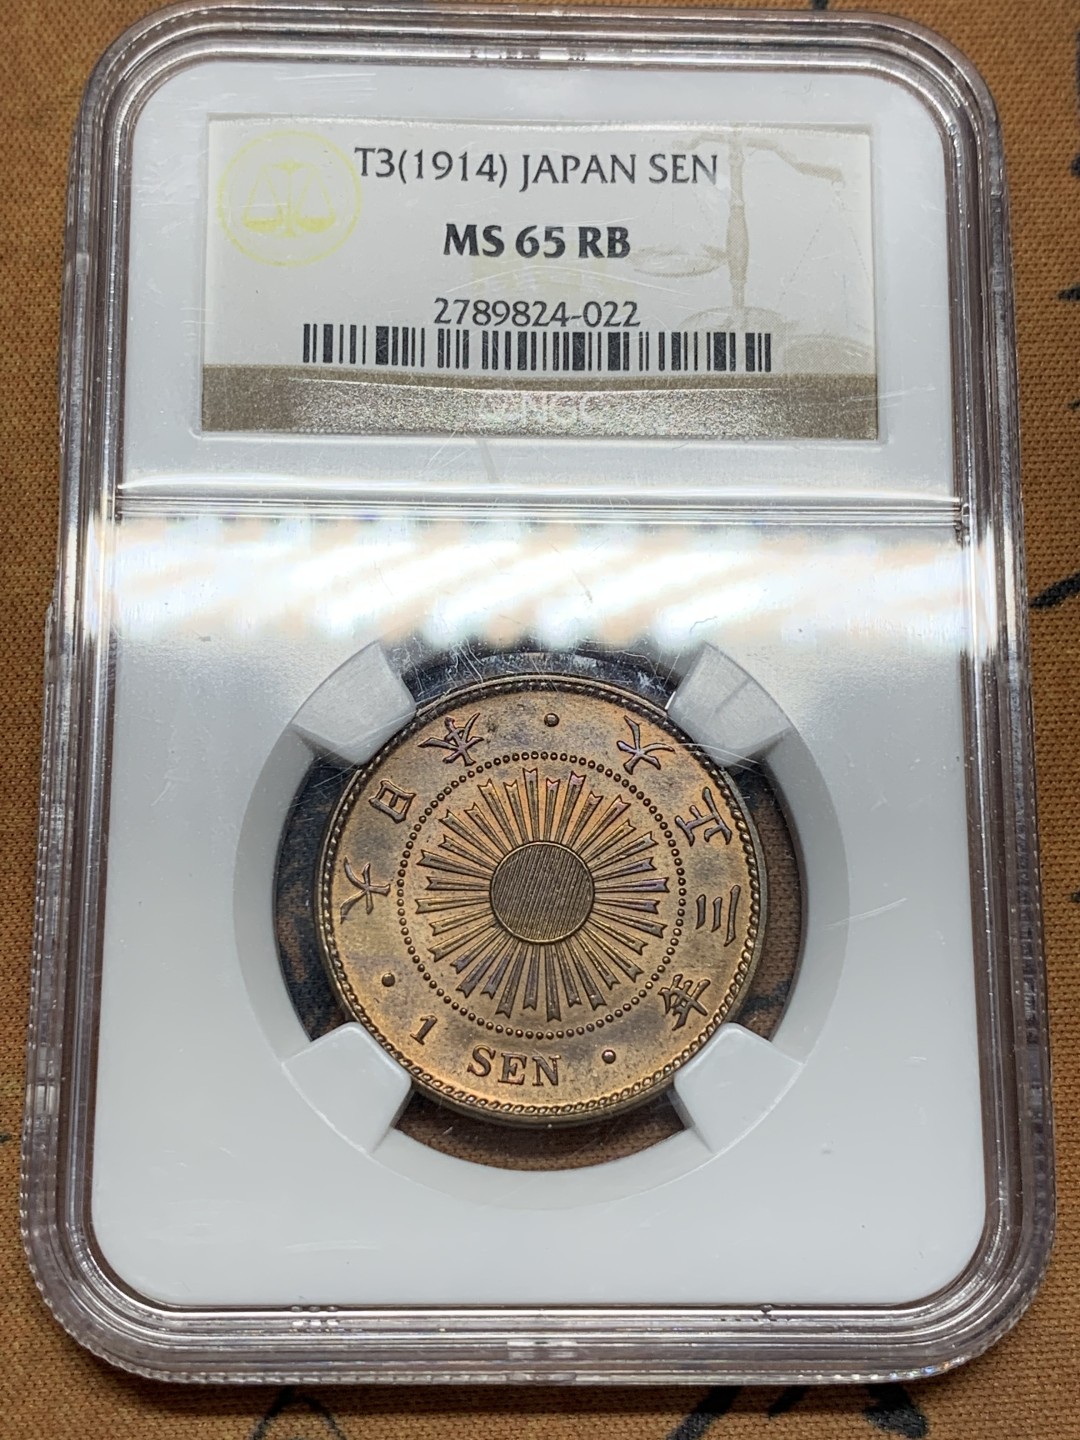 T3(1914) JAPAN SEN
MS 65 RB
2789824-022
NGC
大日本
大正三年
1 SEN